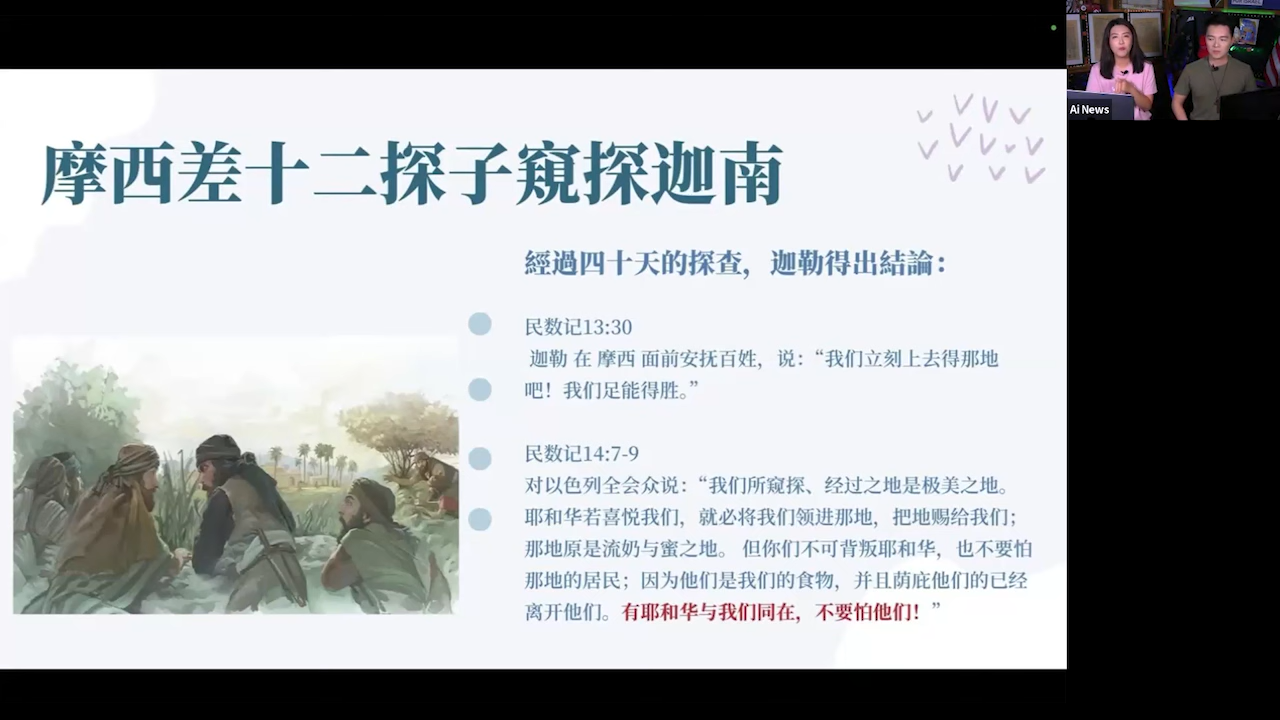 摩西差十二探子窺探迦南
經過四十天的探查，迦勒得出結論：
民数记13:30
迦勒 在 摩西 面前安抚百姓，说：“我们立刻上去得那地
吧！我们足能得胜。”
民数记14:7-9
对以色列全会众说：“我们所窥探、经过之地是极美之地。
耶和华若喜悦我们，就必将我们领进那地，把地赐给我们；
那地原是流奶与蜜之地。 但你们不可背叛耶和华，也不要怕
那地的居民；因为他们是我们的食物，并且荫庇他们的已经
离开他们。有耶和华与我们同在，不要怕他们！”
Ai News